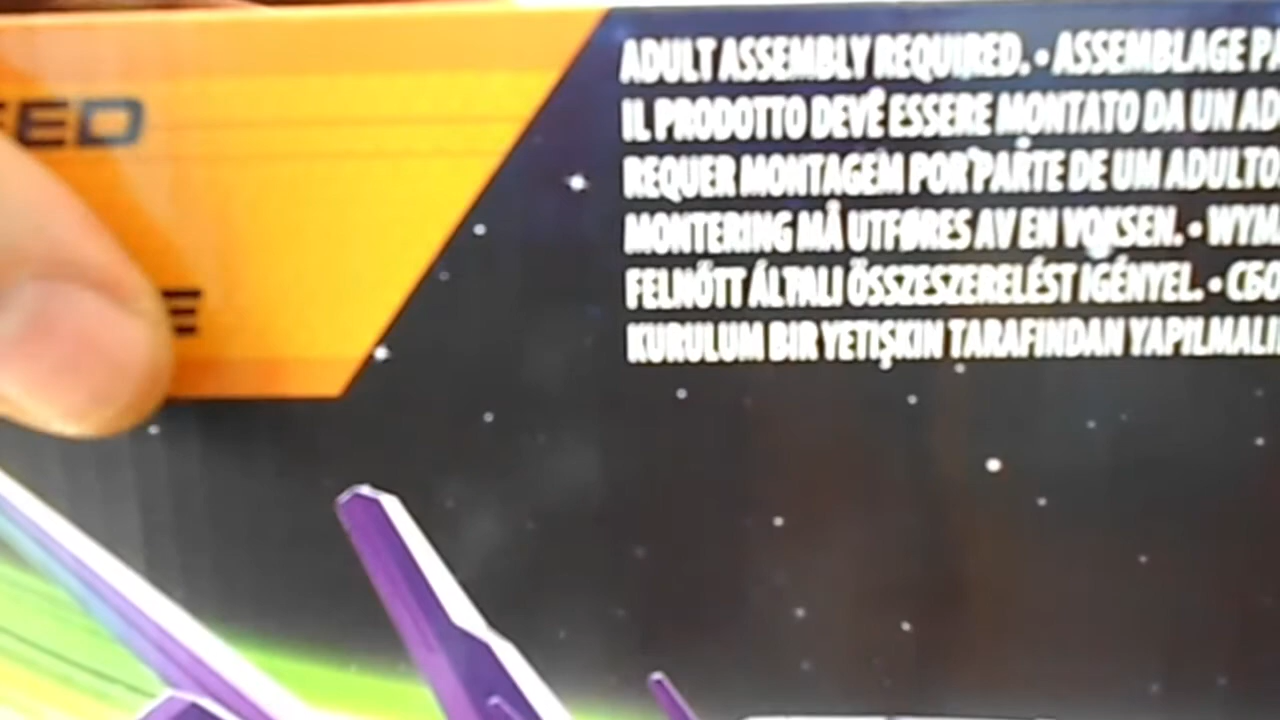 EED
E
ADULT ASSEMBLY REQUIRED. • ASSEMBLAGE PA
IL PRODOTTO DEVE ESSERE MONTATO DA UN AD
REQUER MONTAGEM POR PARTE DE UM ADULTO.
MONTERING MÅ UTFØRES AV EN VOKSEN. • WYM
FELNŐTT ÁLTALI ÖSSZESZERELÉST IGÉNYEL. • СБО
KURULUM BIR YETIŞKIN TARAFINDAN YAPILMALI